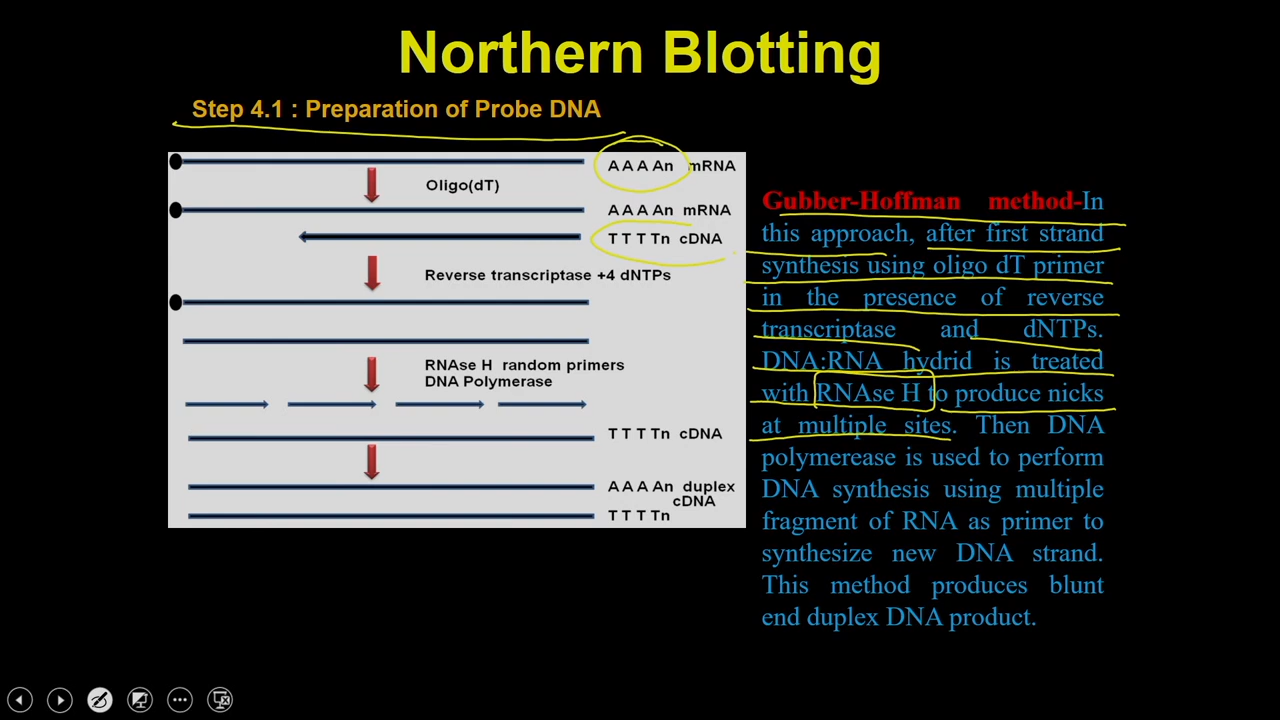 Northern Blotting
Step 4.1 : Preparation of Probe DNA
A A A An mRNA
Oligo(dT)
A A A An mRNA
T T T Tn cDNA
Reverse transcriptase +4 dNTPs
RNAse H random primers
DNA Polymerase
T T T Tn cDNA
A A A An duplex
cDNA
T T T Tn
Gubber-Hoffman method-In
this approach, after first strand
synthesis using oligo dT primer
in the presence of reverse
transcriptase and dNTPs.
DNA:RNA hydrid is treated
with RNAse H to produce nicks
at multiple sites. Then DNA
polymerease is used to perform
DNA synthesis using multiple
fragment of RNA as primer to
synthesize new DNA strand.
This method produces blunt
end duplex DNA product.